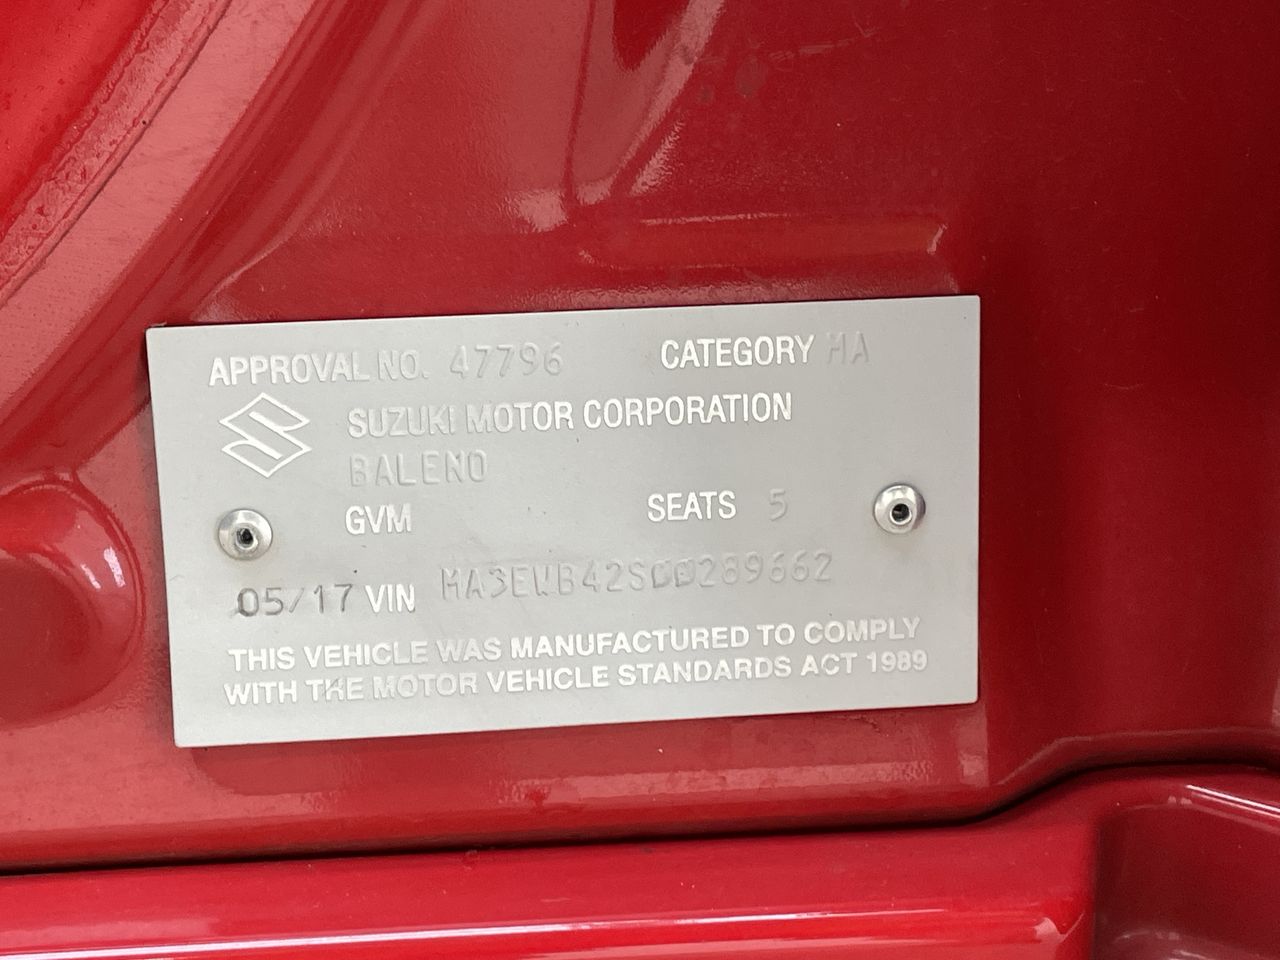 APPROVAL NO. 47796 CATEGORY MA
SUZUKI MOTOR CORPORATION
BALENO
GVM SEATS 5
05/17 VIN MA3EWB42S00289662
THIS VEHICLE WAS MANUFACTURED TO COMPLY
WITH THE MOTOR VEHICLE STANDARDS ACT 1989